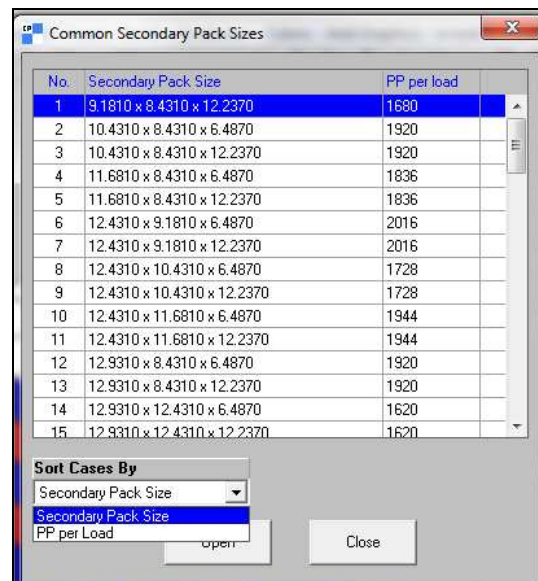 CP Common Secondary Pack Sizes
No. Secondary Pack Size PP per load
1 9.1810 x 8.4310 x 12.2370 1680
2 10.4310 x 8.4310 x 6.4870 1920
3 10.4310 x 8.4310 x 12.2370 1920
4 11.6810 x 8.4310 x 6.4870 1836
5 11.6810 x 8.4310 x 12.2370 1836
6 12.4310 x 9.1810 x 6.4870 2016
7 12.4310 x 9.1810 x 12.2370 2016
8 12.4310 x 10.4310 x 6.4870 1728
9 12.4310 x 10.4310 x 12.2370 1728
10 12.4310 x 11.6810 x 6.4870 1944
11 12.4310 x 11.6810 x 12.2370 1944
12 12.9310 x 8.4310 x 6.4870 1920
13 12.9310 x 8.4310 x 12.2370 1920
14 12.9310 x 12.4310 x 6.4870 1620
15 12.9310 x 12.4310 x 12.2370 1620
Sort Cases By
Secondary Pack Size
Secondary Pack Size
PP per Load
Open Close